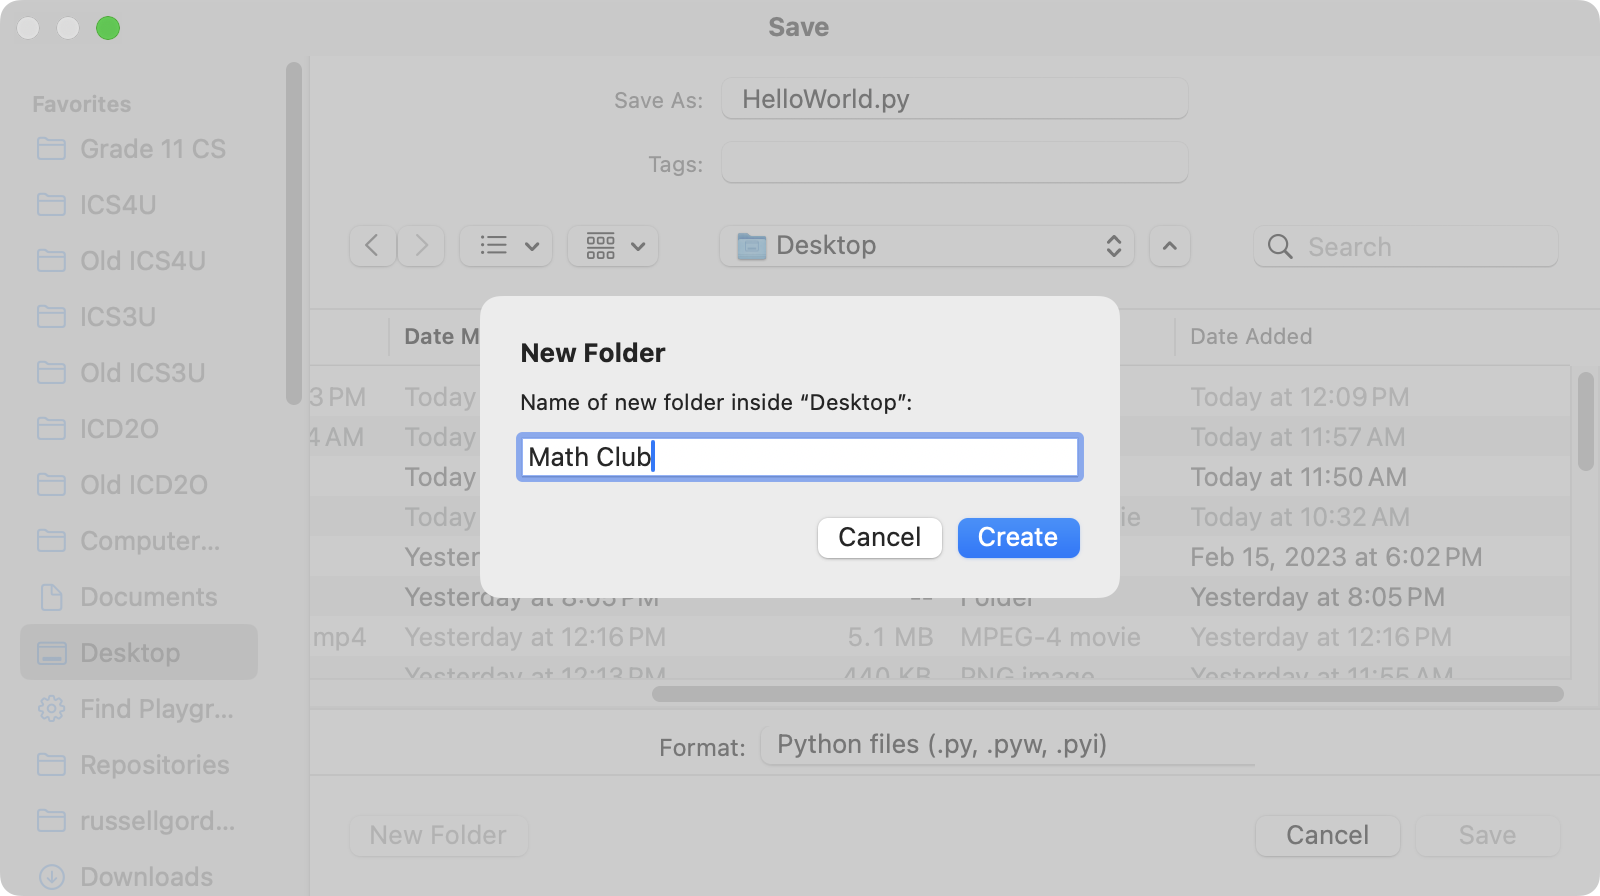 Save
Favorites
Grade 11 CS
ICS4U
Old ICS4U
ICS3U
Old ICS3U
ICD2O
Old ICD2O
Computer...
Documents
Desktop
Find Playgr...
Repositories
russellgord...
Downloads
Save As: HelloWorld.py
Tags:
Desktop
Search
Date M
Date Added
3 PM Today Today at 12:09 PM
4 AM Today Today at 11:57 AM
Today Today at 11:50 AM
Today ie Today at 10:32 AM
Yester Feb 15, 2023 at 6:02 PM
Yesterday at 8:05 PM -- Folder Yesterday at 8:05 PM
mp4 Yesterday at 12:16 PM 5.1 MB MPEG-4 movie Yesterday at 12:16 PM
Yesterday at 12:13 PM 440 KB PNG image Yesterday at 11:55 AM
New Folder
Name of new folder inside “Desktop”:
Math Club
Cancel
Create
Format: Python files (.py, .pyw, .pyi)
New Folder
Cancel
Save